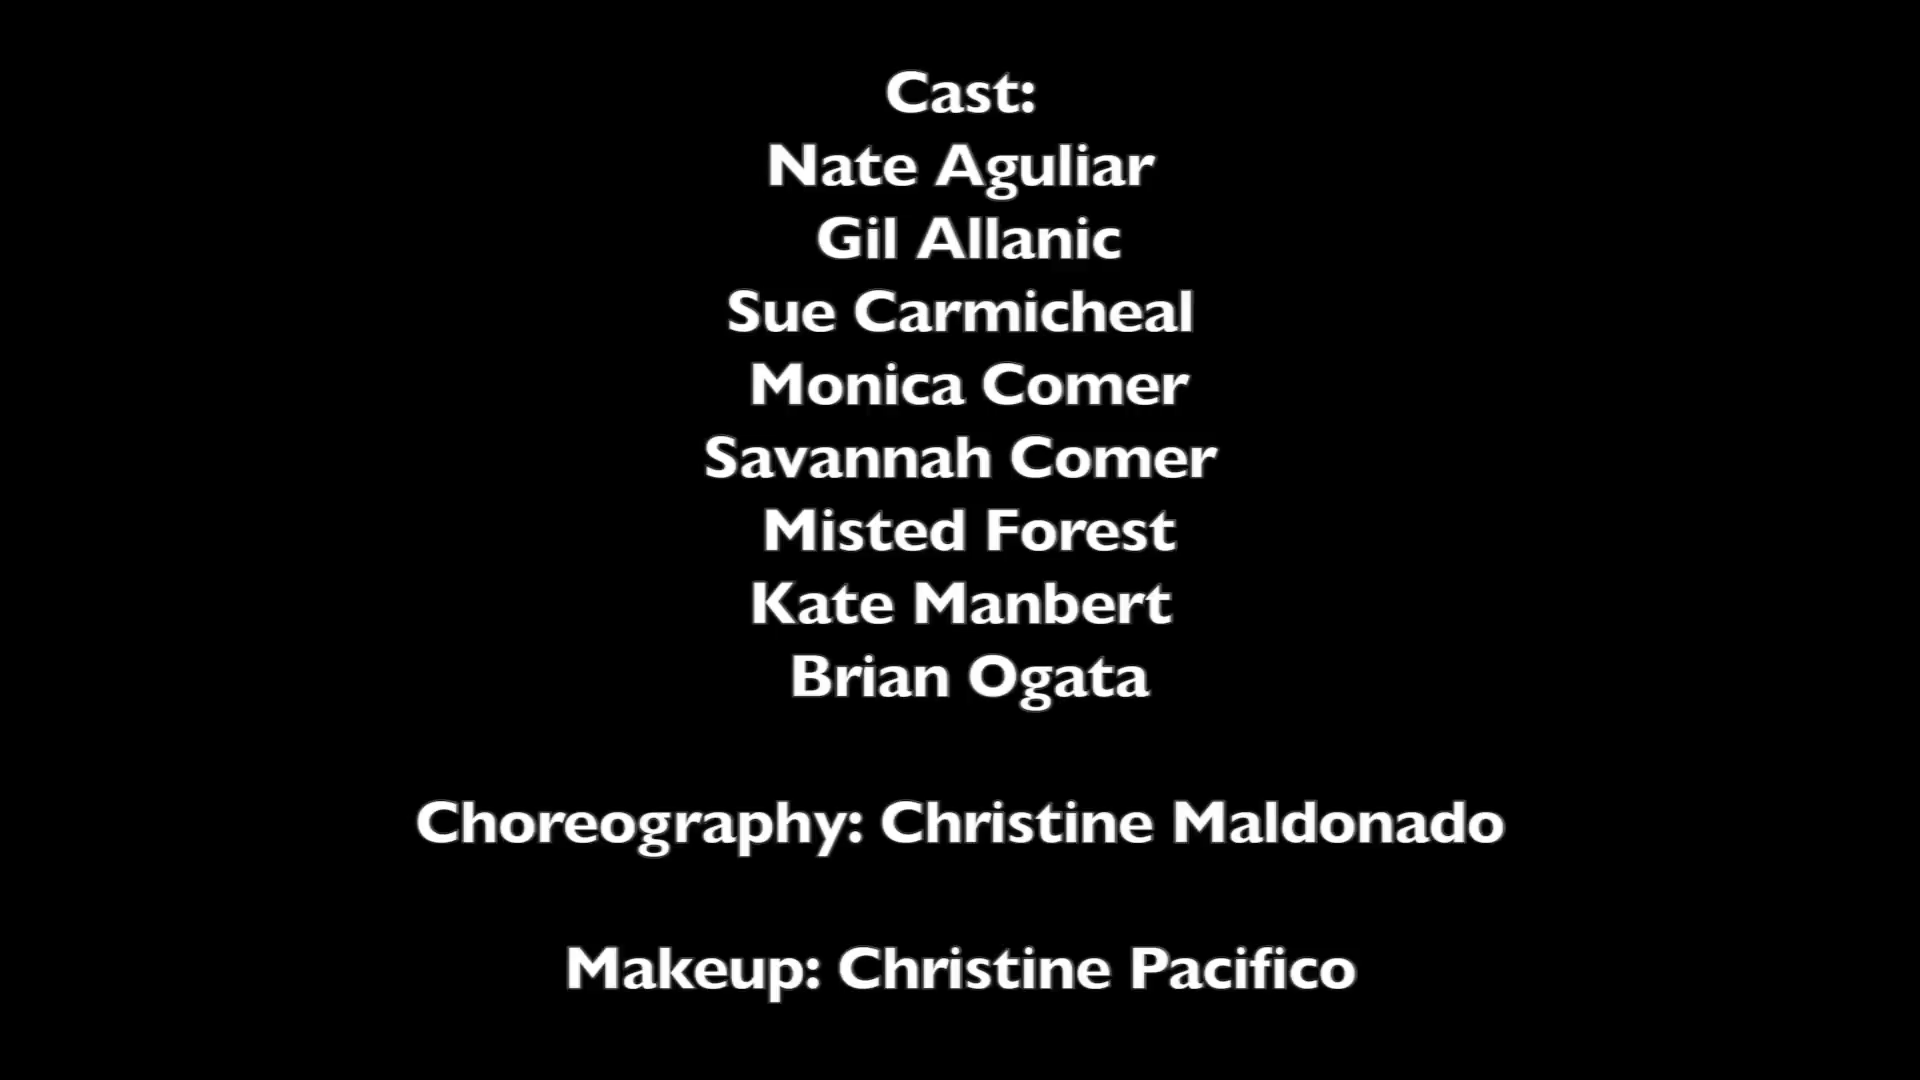 Cast:
Nate Aguliar
Gil Allanic
Sue Carmicheal
Monica Comer
Savannah Comer
Misted Forest
Kate Manbert
Brian Ogata
Choreography: Christine Maldonado
Makeup: Christine Pacifico